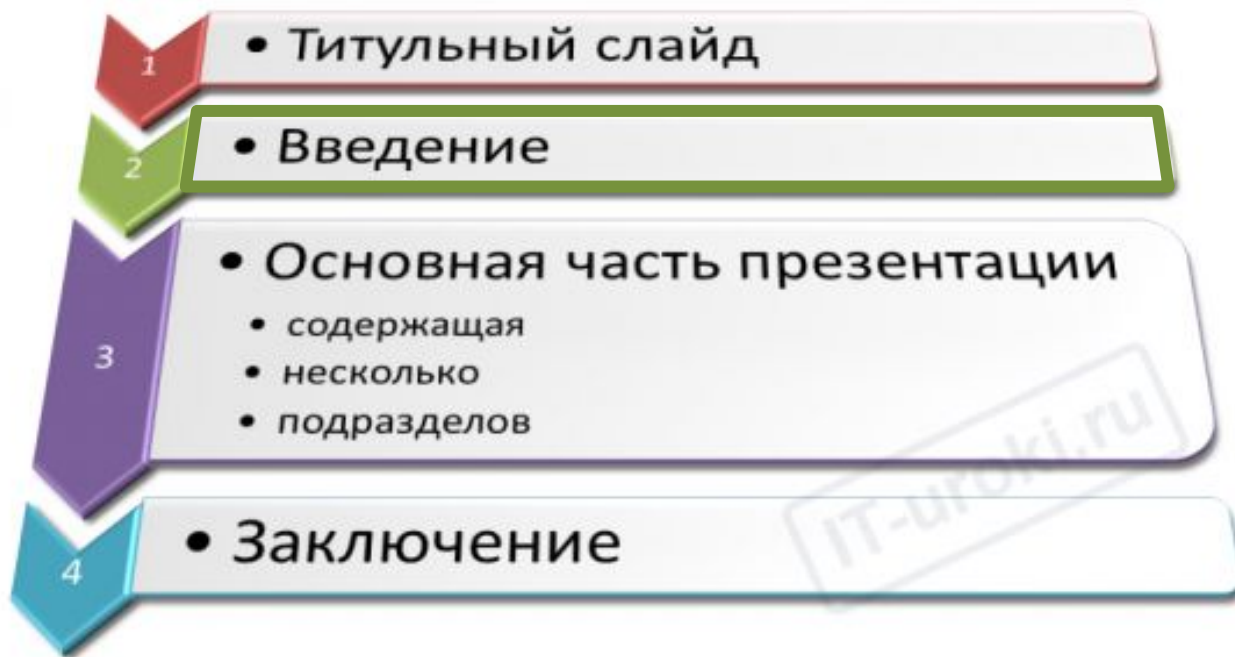 1 • Титульный слайд
2 • Введение
3 • Основная часть презентации
• содержащая
• несколько
• подразделов
IT-uroki.ru
4 • Заключение